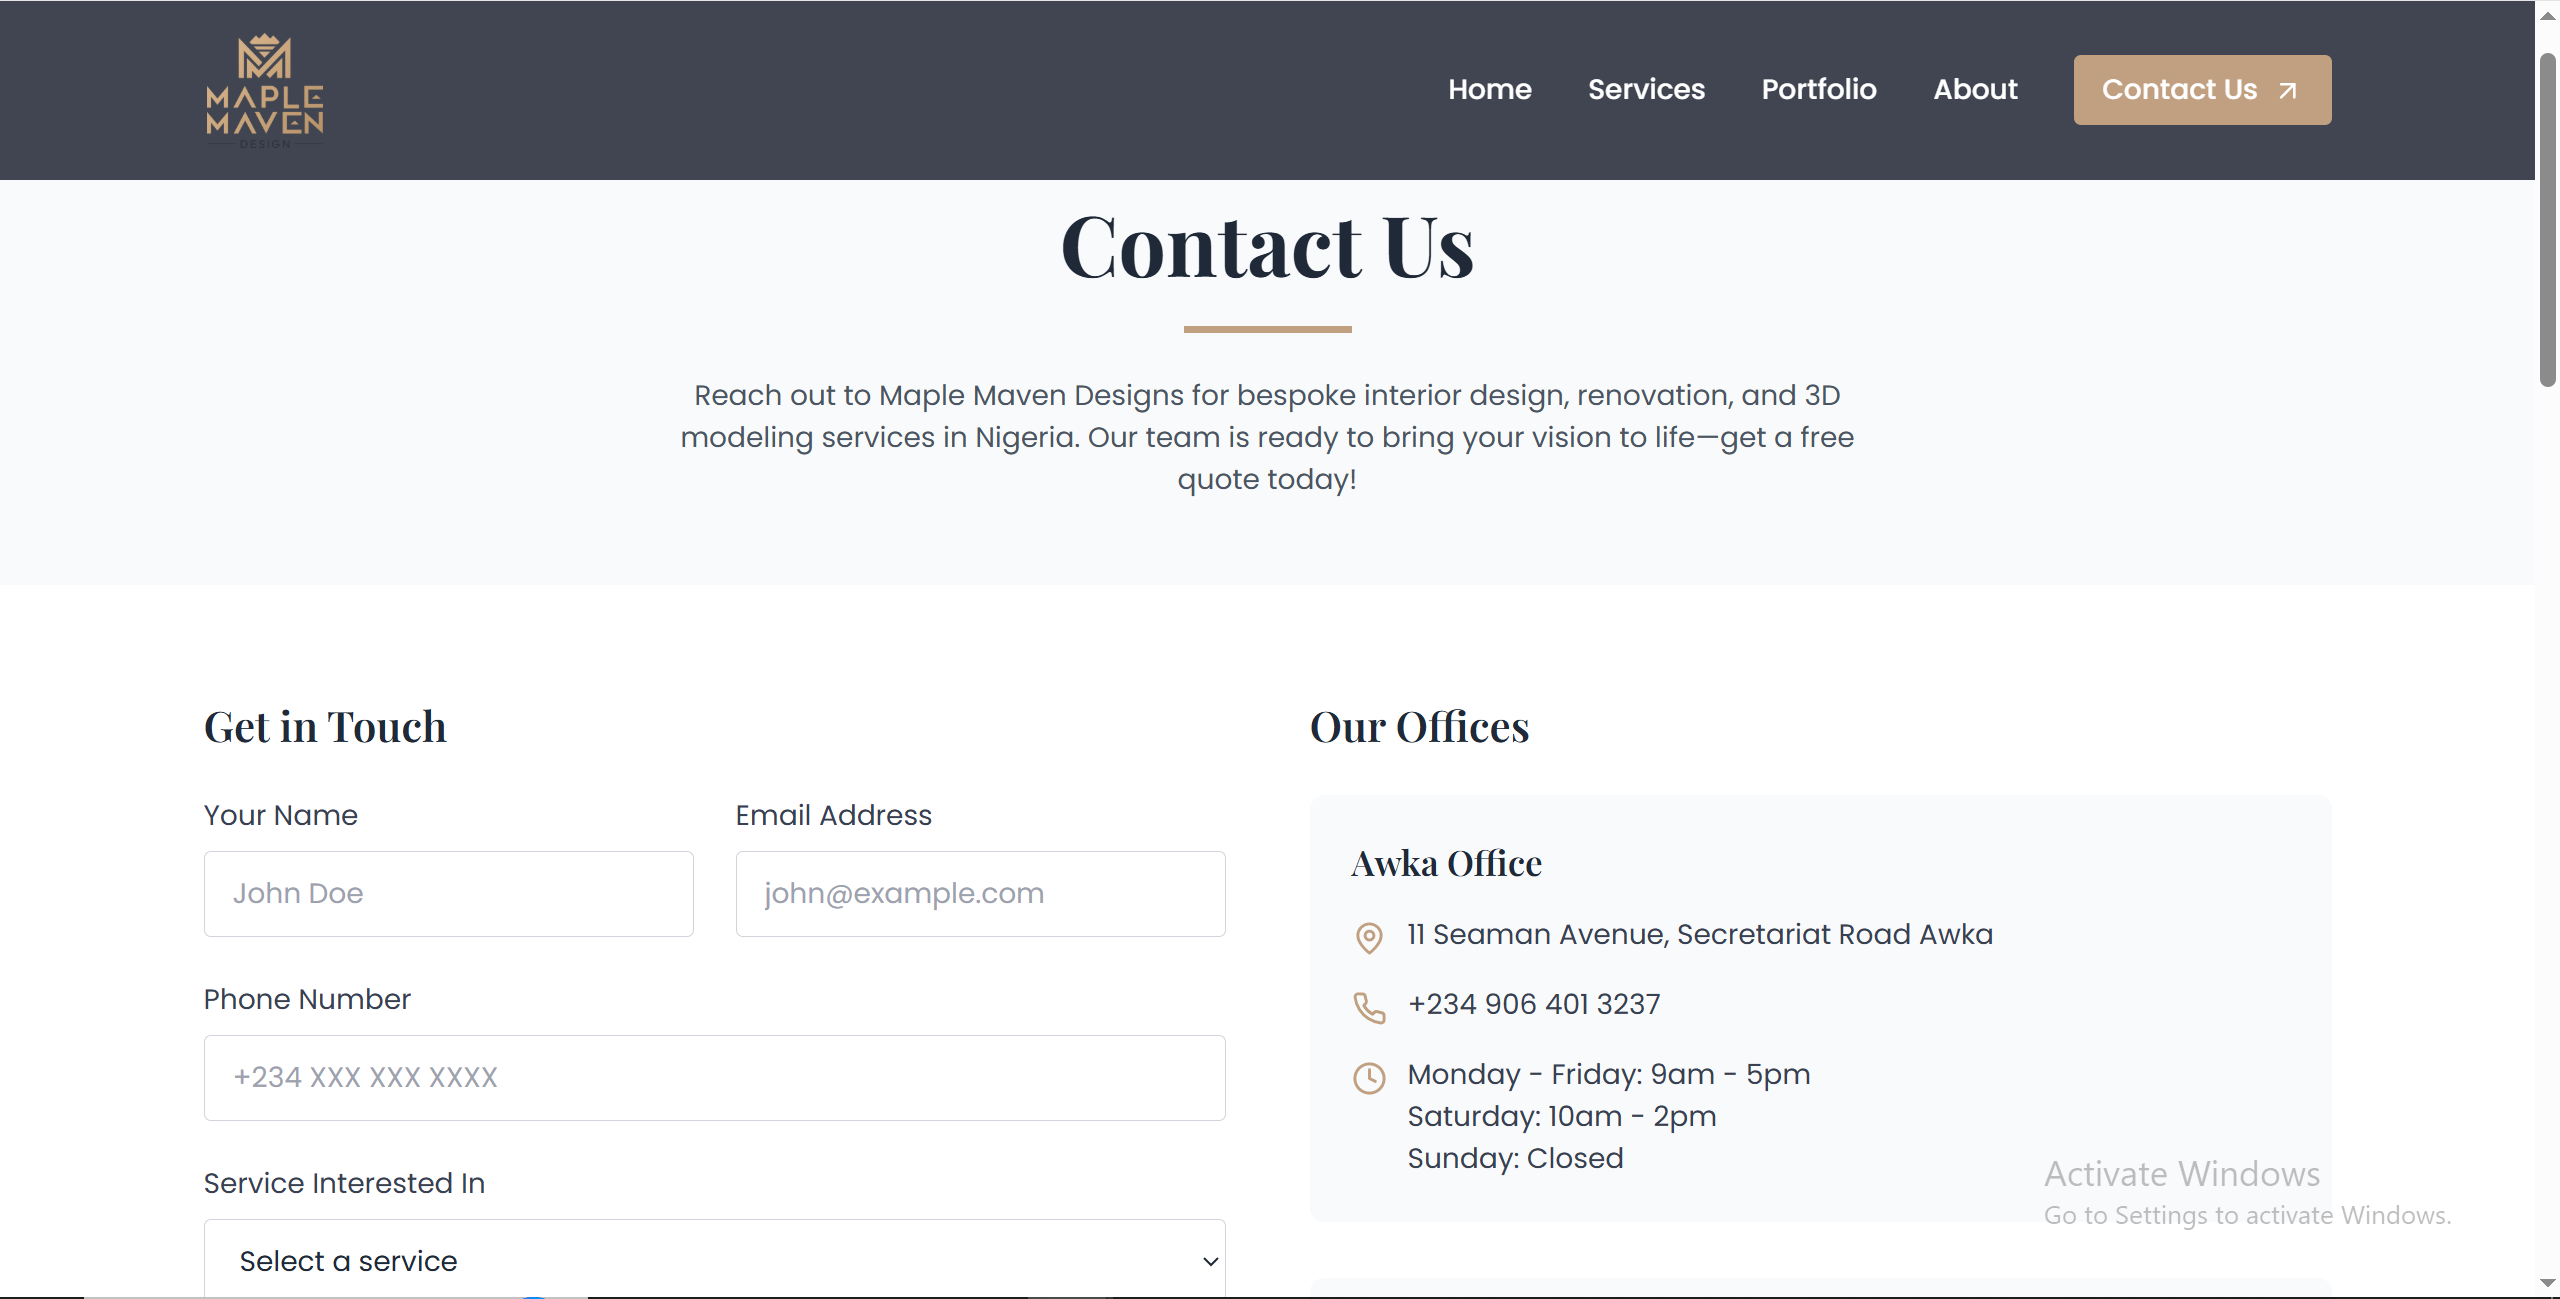 MAPLE
MAVEN
DESIGN
Home
Services
Portfolio
About
Contact Us
Contact Us
Reach out to Maple Maven Designs for bespoke interior design, renovation, and 3D
modeling services in Nigeria. Our team is ready to bring your vision to life—get a free
quote today!
Get in Touch
Your Name
Email Address
John Doe
john@example.com
Phone Number
+234 XXX XXX XXXX
Service Interested In
Select a service
Our Offices
Awka Office
11 Seaman Avenue, Secretariat Road Awka
+234 906 401 3237
Monday - Friday: 9am - 5pm
Saturday: 10am - 2pm
Sunday: Closed
Activate Windows
Go to Settings to activate Windows.